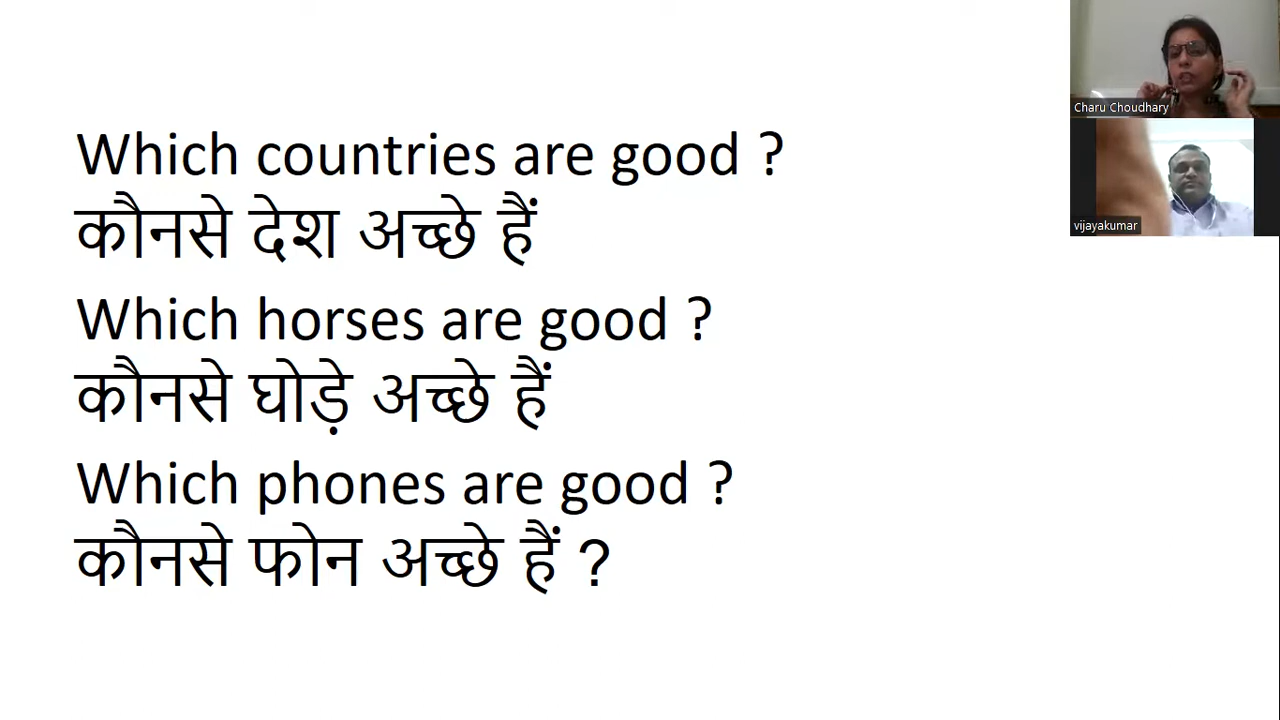 Which countries are good ?
कौनसे देश अच्छे हैं
Which horses are good ?
कौनसे घोड़े अच्छे हैं
Which phones are good ?
कौनसे फोन अच्छे हैं ?
Charu Choudhary
vijayakumar